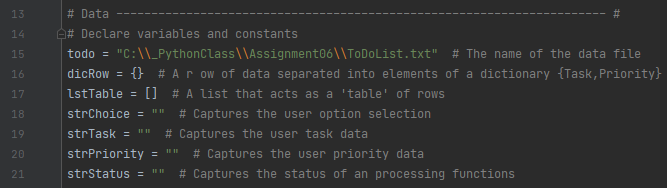 13 # Data ---------------------------------------------------------------------- #
14 # Declare variables and constants
15 todo = "C:\\_PythonClass\\Assignment06\\ToDoList.txt"  # The name of the data file
16 dicRow = {}  # A r ow of data separated into elements of a dictionary {Task,Priority}
17 lstTable = []  # A list that acts as a 'table' of rows
18 strChoice = ""  # Captures the user option selection
19 strTask = ""  # Captures the user task data
20 strPriority = ""  # Captures the user priority data
21 strStatus = ""  # Captures the status of an processing functions